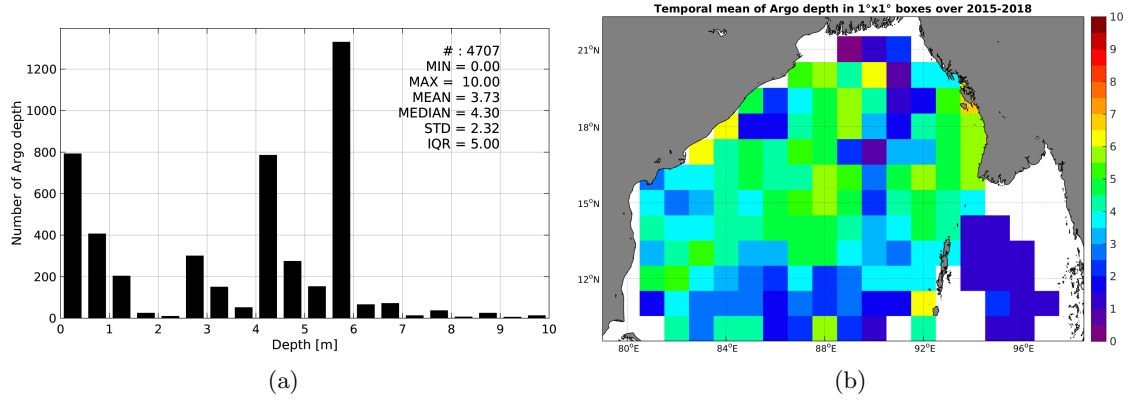 # : 4707
MIN = 0.00
MAX = 10.00
MEAN = 3.73
MEDIAN = 4.30
STD = 2.32
IQR = 5.00
Number of Argo depth
1200
1000
800
600
400
200
0
0 1 2 3 4 5 6 7 8 9 10
Depth [m]
(a)
Temporal mean of Argo depth in 1°x1° boxes over 2015-2018
21°N
18°N
15°N
12°N
80°E 84°E 88°E 92°E 96°E
10
9
8
7
6
5
4
3
2
1
0
(b)